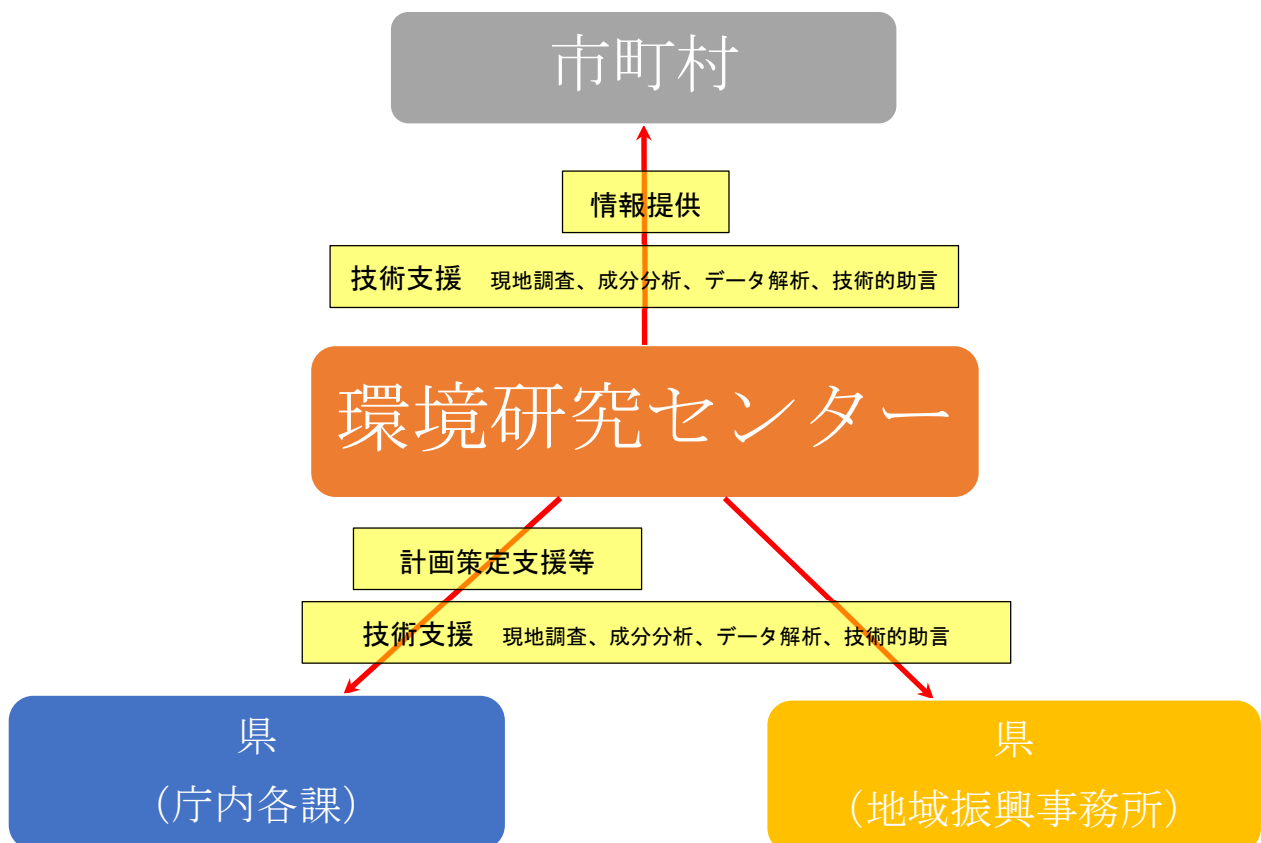 市町村
情報提供
技術支援 現地調査、成分分析、データ解析、技術的助言
環境研究センター
計画策定支援等
技術支援 現地調査、成分分析、データ解析、技術的助言
県
（庁内各課）
県
（地域振興事務所）